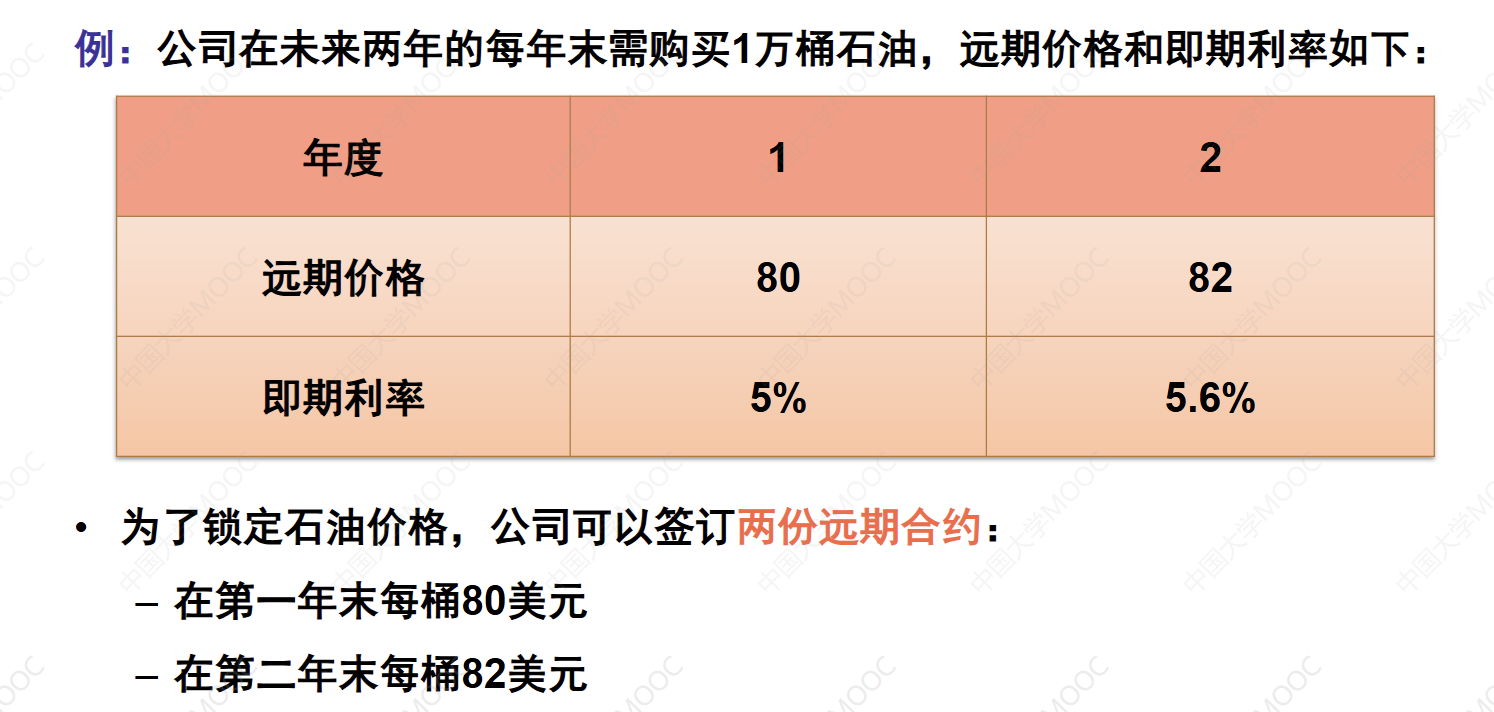 例：公司在未来两年的每年末需购买1万桶石油，远期价格和即期利率如下：
年度 1 2
远期价格 80 82
即期利率 5% 5.6%
• 为了锁定石油价格，公司可以签订两份远期合约：
– 在第一年末每桶80美元
– 在第二年末每桶82美元
中国大学MOOC